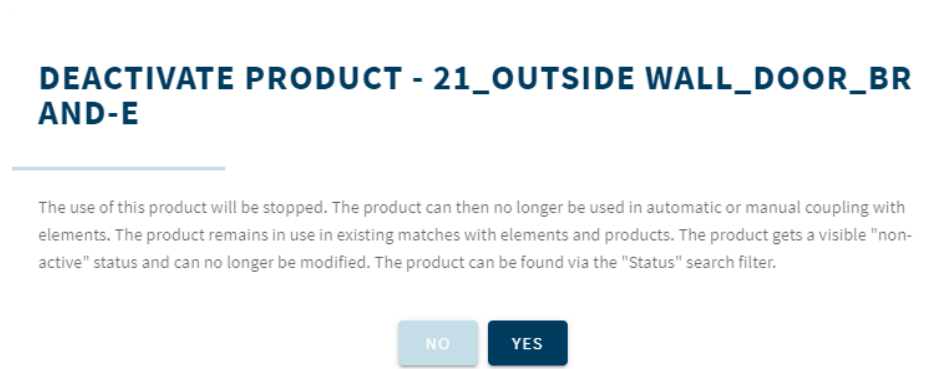 DEACTIVATE PRODUCT - 21_OUTSIDE WALL_DOOR_BR
AND-E
The use of this product will be stopped. The product can then no longer be used in automatic or manual coupling with
elements. The product remains in use in existing matches with elements and products. The product gets a visible "non-
active" status and can no longer be modified. The product can be found via the "Status" search filter.
NO YES